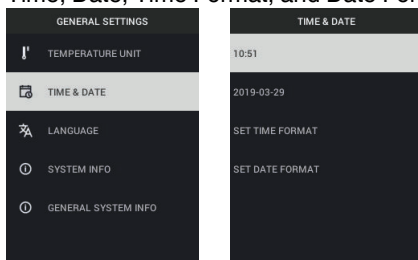 Time, Date, Time Format, and Date For
GENERAL SETTINGS
TEMPERATURE UNIT
TIME & DATE
LANGUAGE
SYSTEM INFO
GENERAL SYSTEM INFO
TIME & DATE
10:51
2019-03-29
SET TIME FORMAT
SET DATE FORMAT